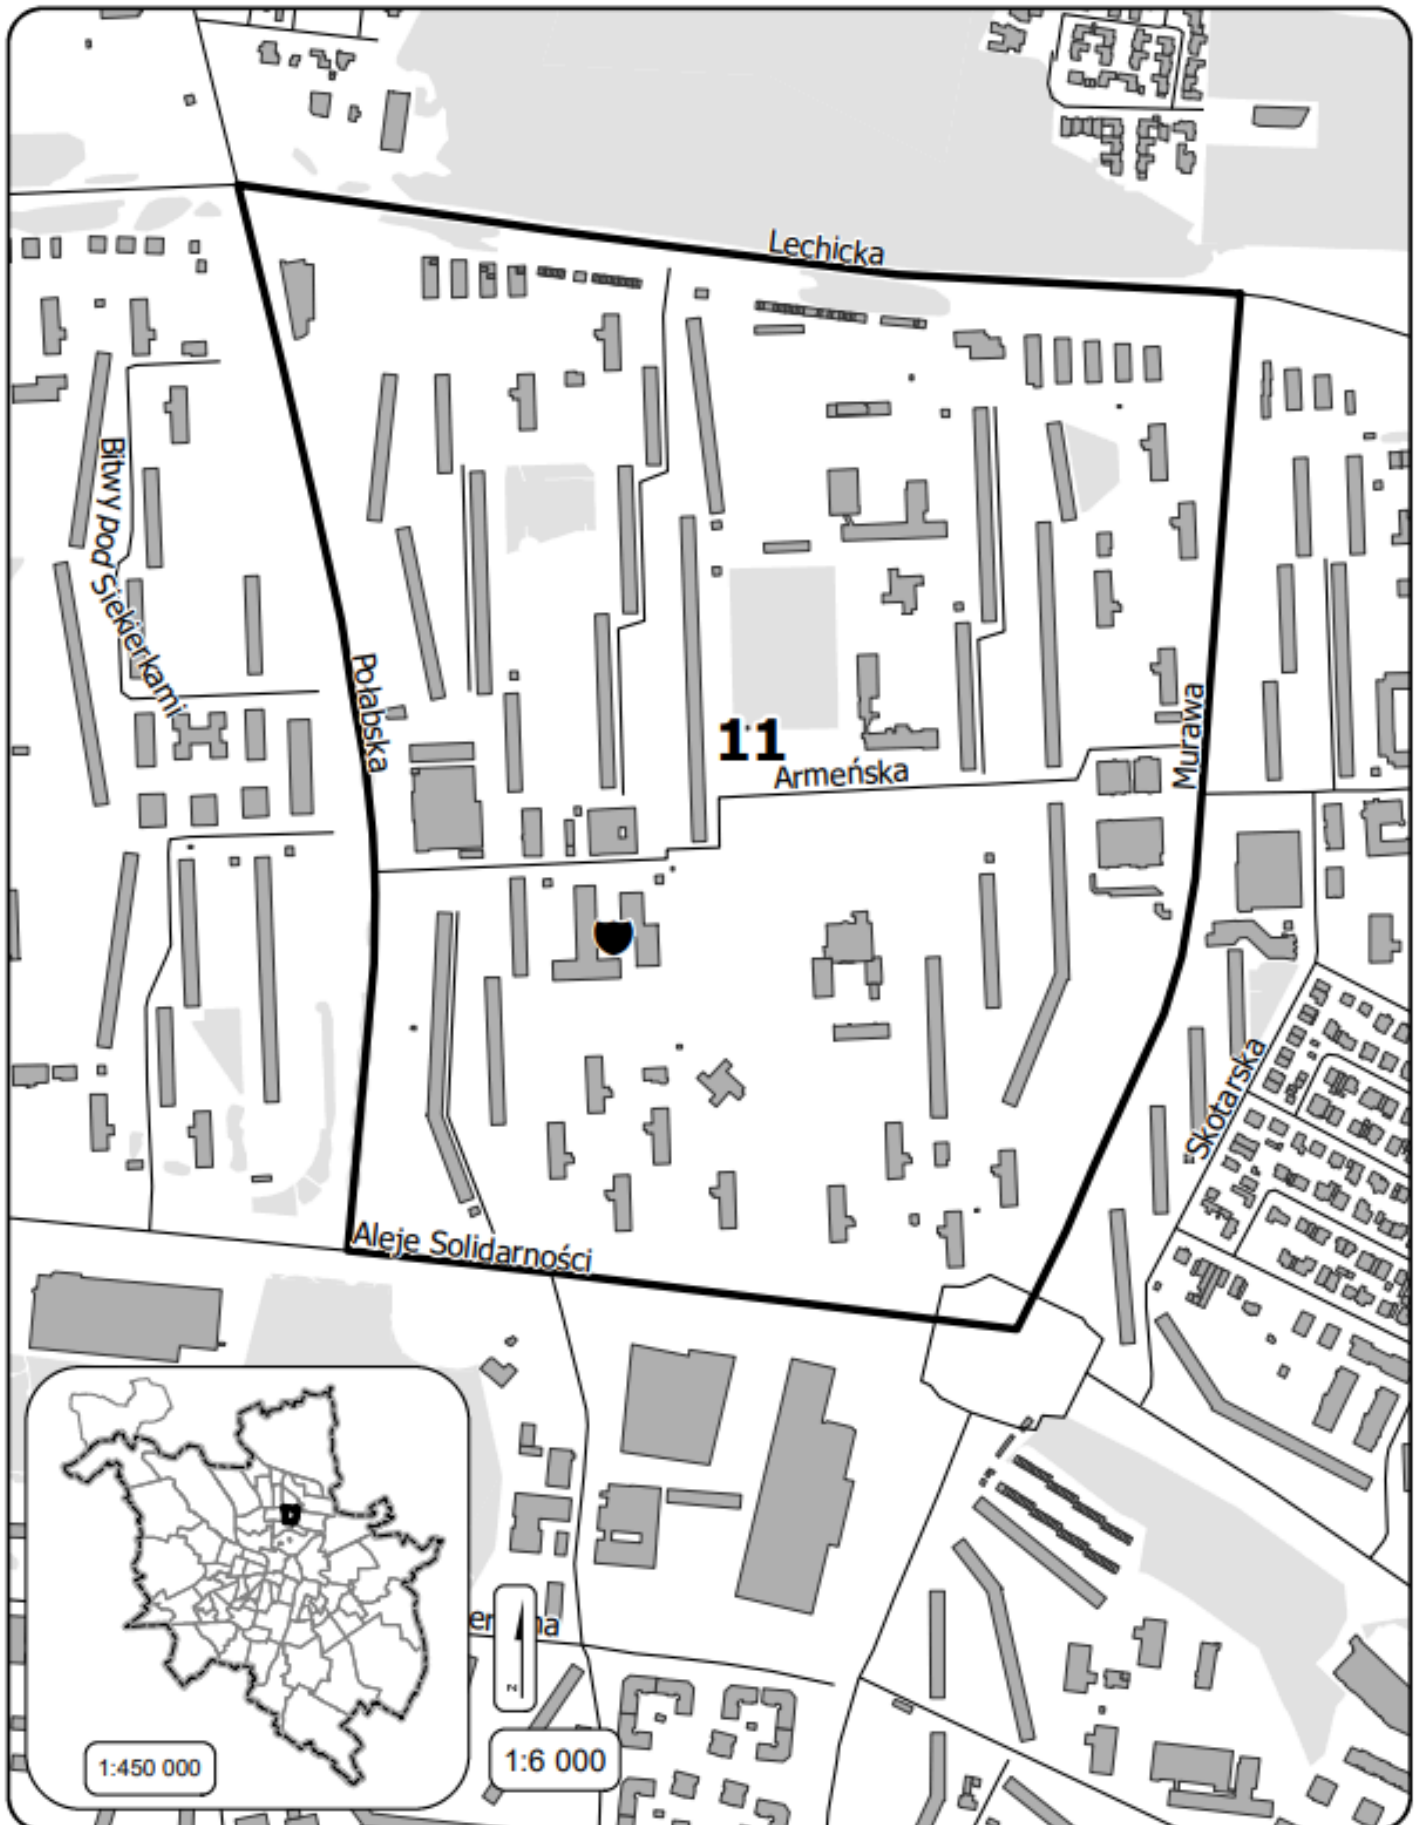 Lechicka
Bitwy pod Siekierkami
Połabska
11
Armeńska
Murawa
Skotarska
Aleje Solidarności
1:450 000
1:6 000